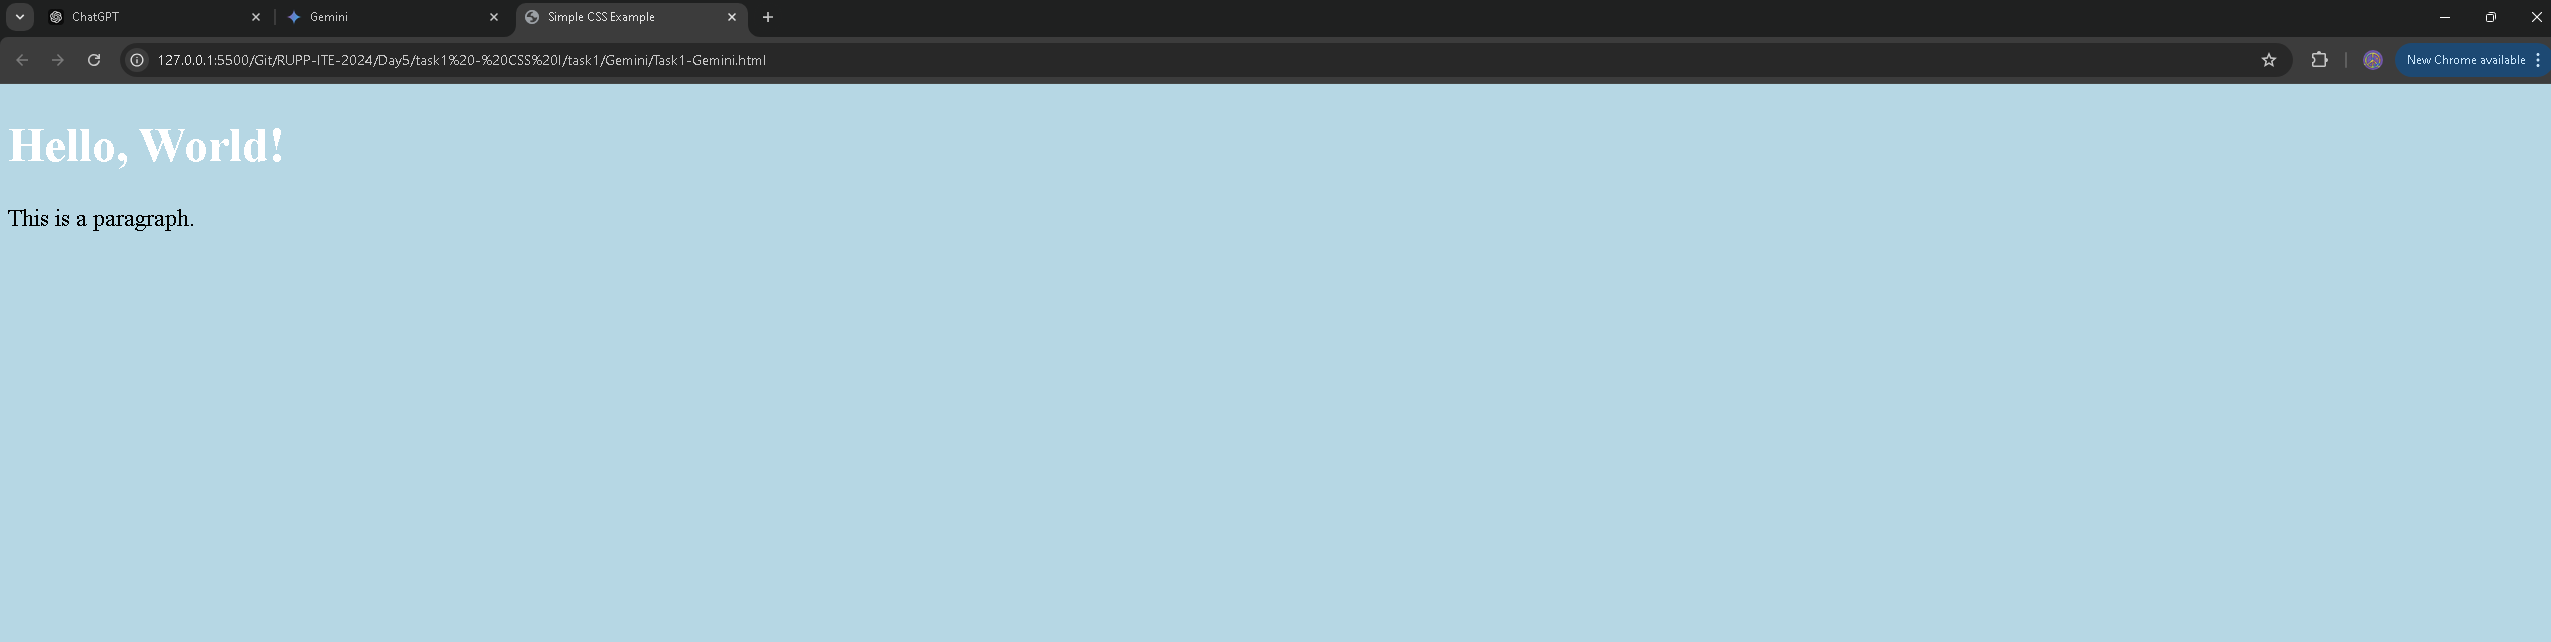 ChatGPT
Gemini
Simple CSS Example
127.0.0.1:5500/Git/RUPP-ITE-2024/Day5/task1%20-%20CSS%20I/task1/Gemini/Task1-Gemini.html
New Chrome available
Hello, World!
This is a paragraph.